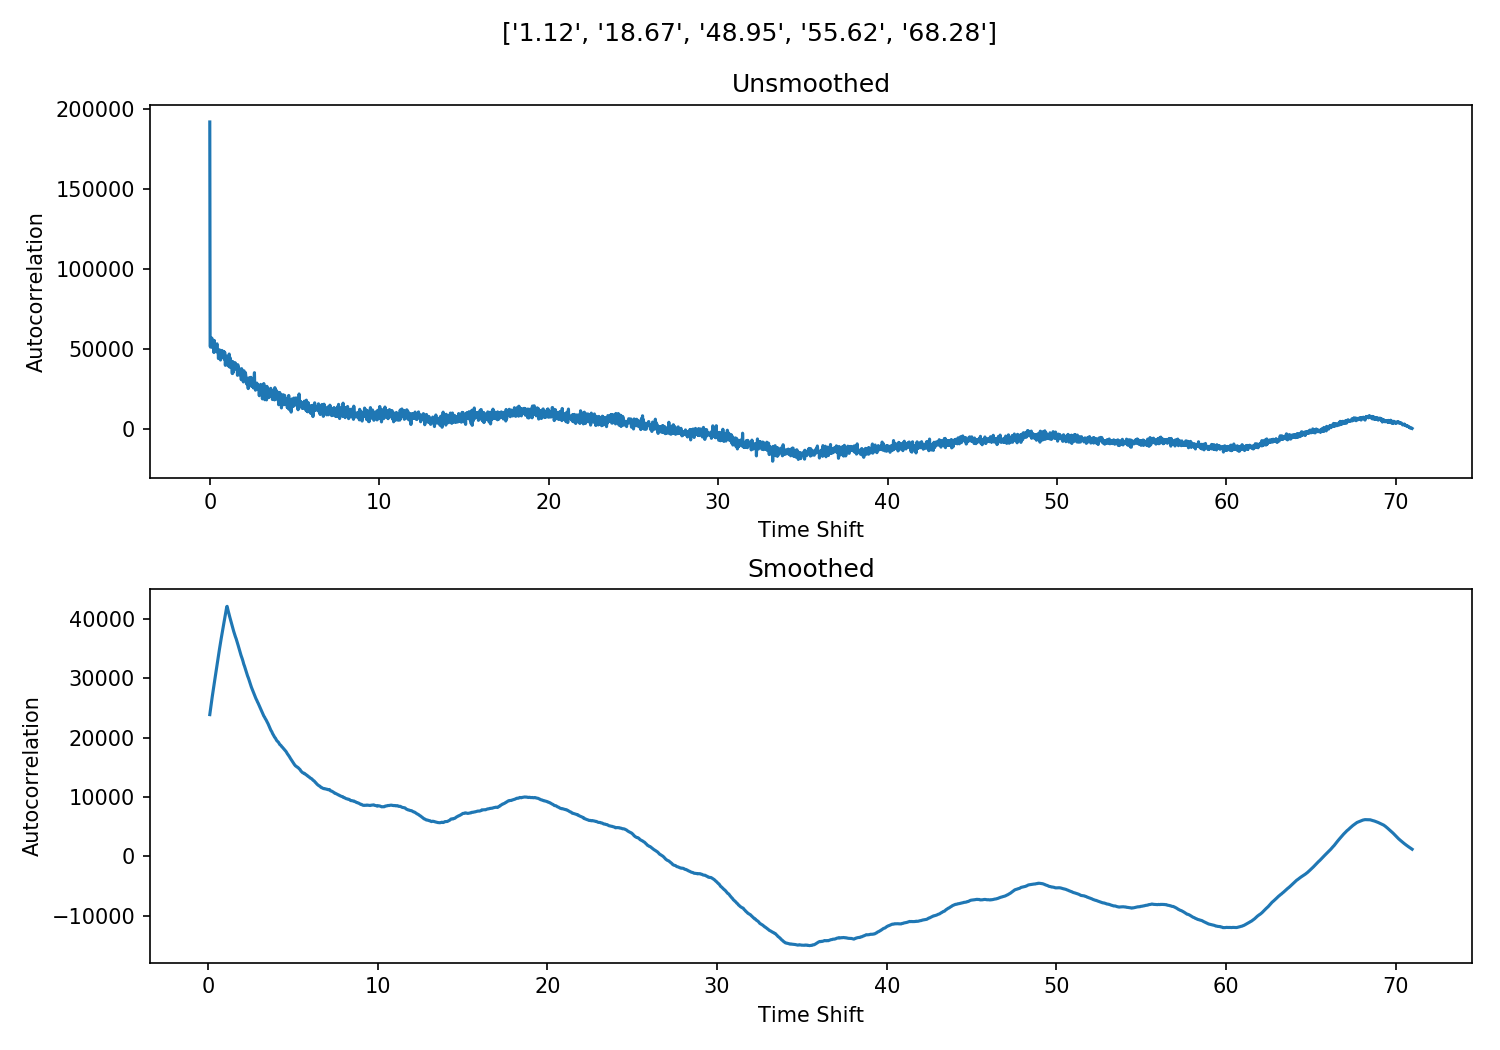 ['1.12', '18.67', '48.95', '55.62', '68.28']
Unsmoothed
200000
150000
100000
50000
0
Autocorrelation
0 10 20 30 40 50 60 70
Time Shift
Smoothed
40000
30000
20000
10000
0
−10000
Autocorrelation
0 10 20 30 40 50 60 70
Time Shift